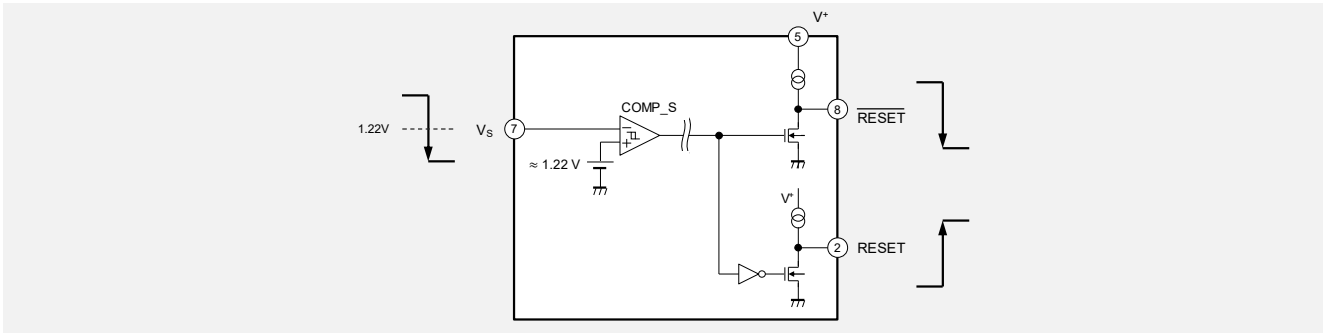 V⁺
5
COMP_S
8
RESET
1.22V
Vₛ
7
−
+
≈ 1.22 V
V⁺
2
RESET